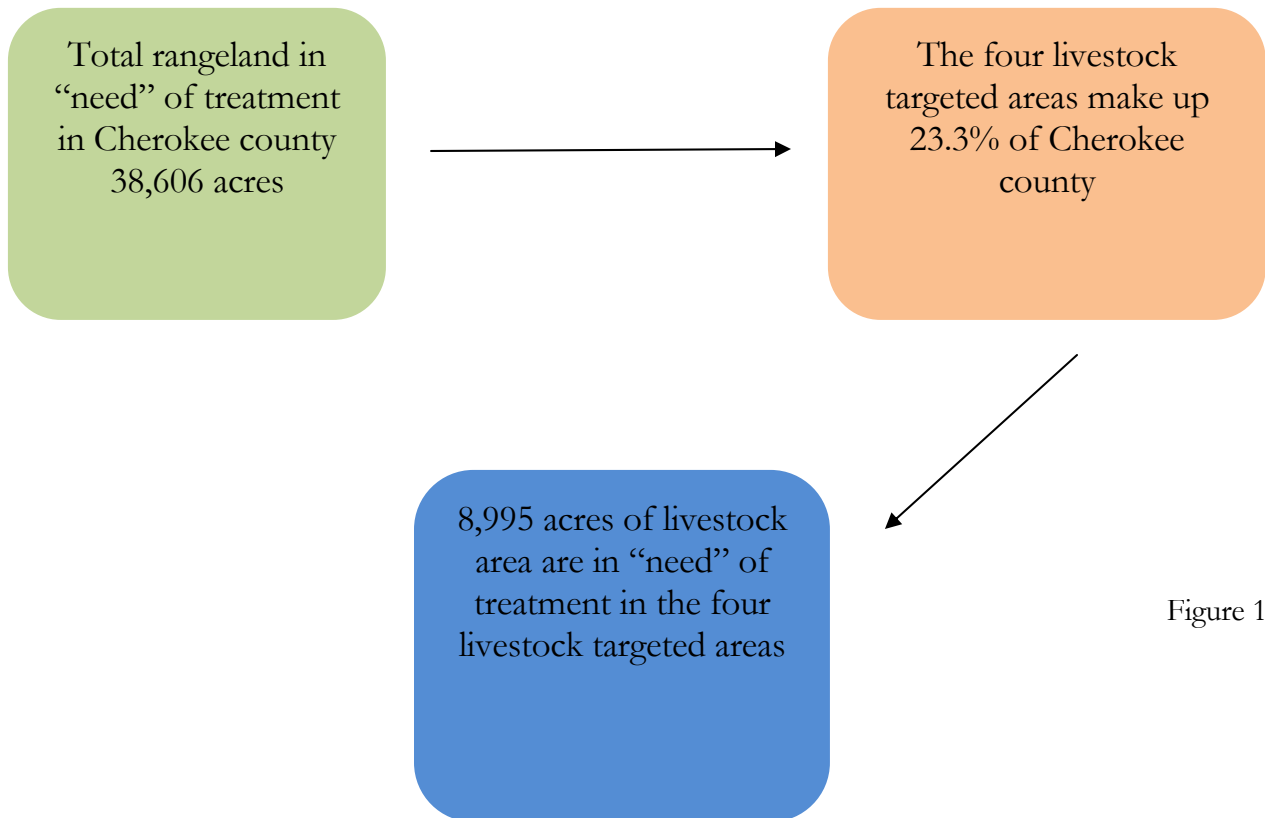 Total rangeland in
“need” of treatment
in Cherokee county
38,606 acres
The four livestock
targeted areas make up
23.3% of Cherokee
county
8,995 acres of livestock
area are in “need” of
treatment in the four
livestock targeted areas
Figure 1